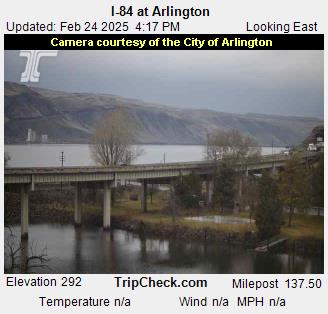 I-84 at Arlington
Updated: Feb 24 2025 4:17 PM Looking East
Camera courtesy of the City of Arlington
Elevation 292 TripCheck.com Milepost 137.50
Temperature n/a Wind n/a MPH n/a